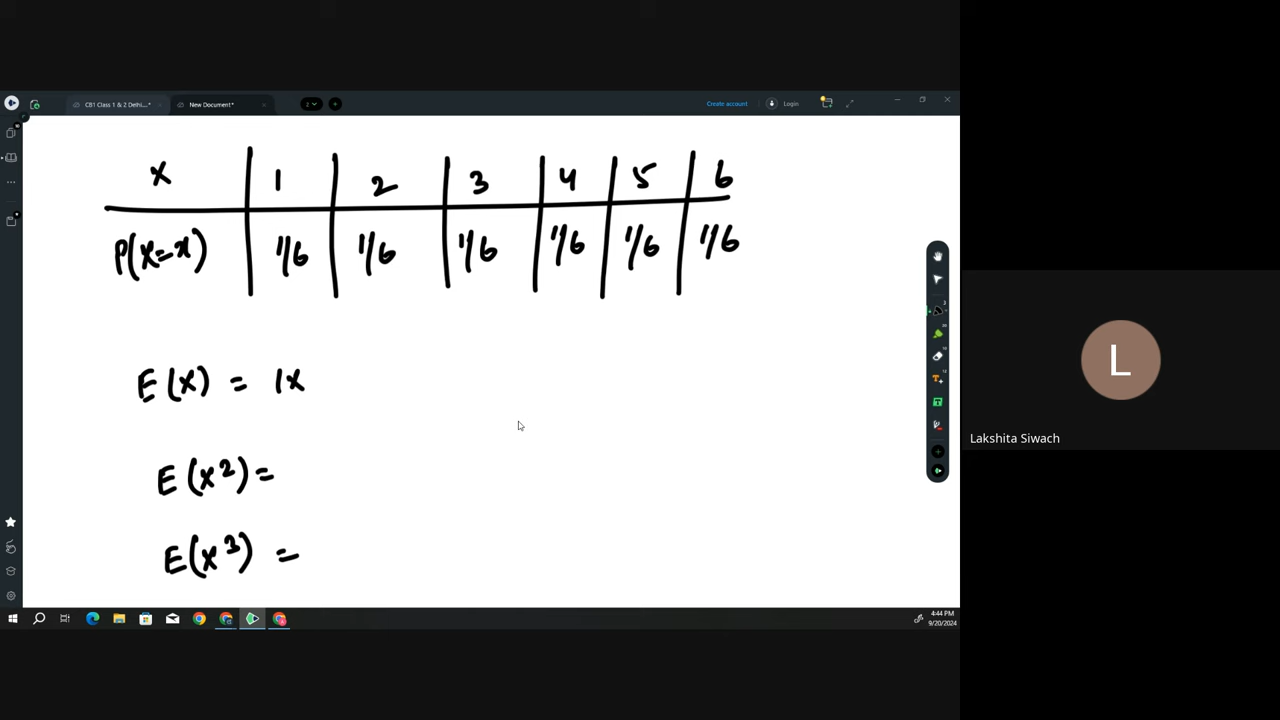 CB1 Class 1 & 2 Delhi...* New Document* 2 Create account Login
x 1 2 3 4 5 6
P(X=x) 1/6 1/6 1/6 1/6 1/6 1/6
E(x) = 1x
E(x²) =
E(x³) =
L
Lakshita Siwach
4:44 PM
9/20/2024